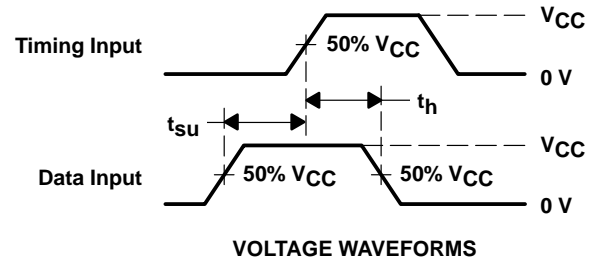 VCC
Timing Input
50% VCC
0 V
th
tsu
VCC
Data Input
50% VCC
50% VCC
0 V
VOLTAGE WAVEFORMS